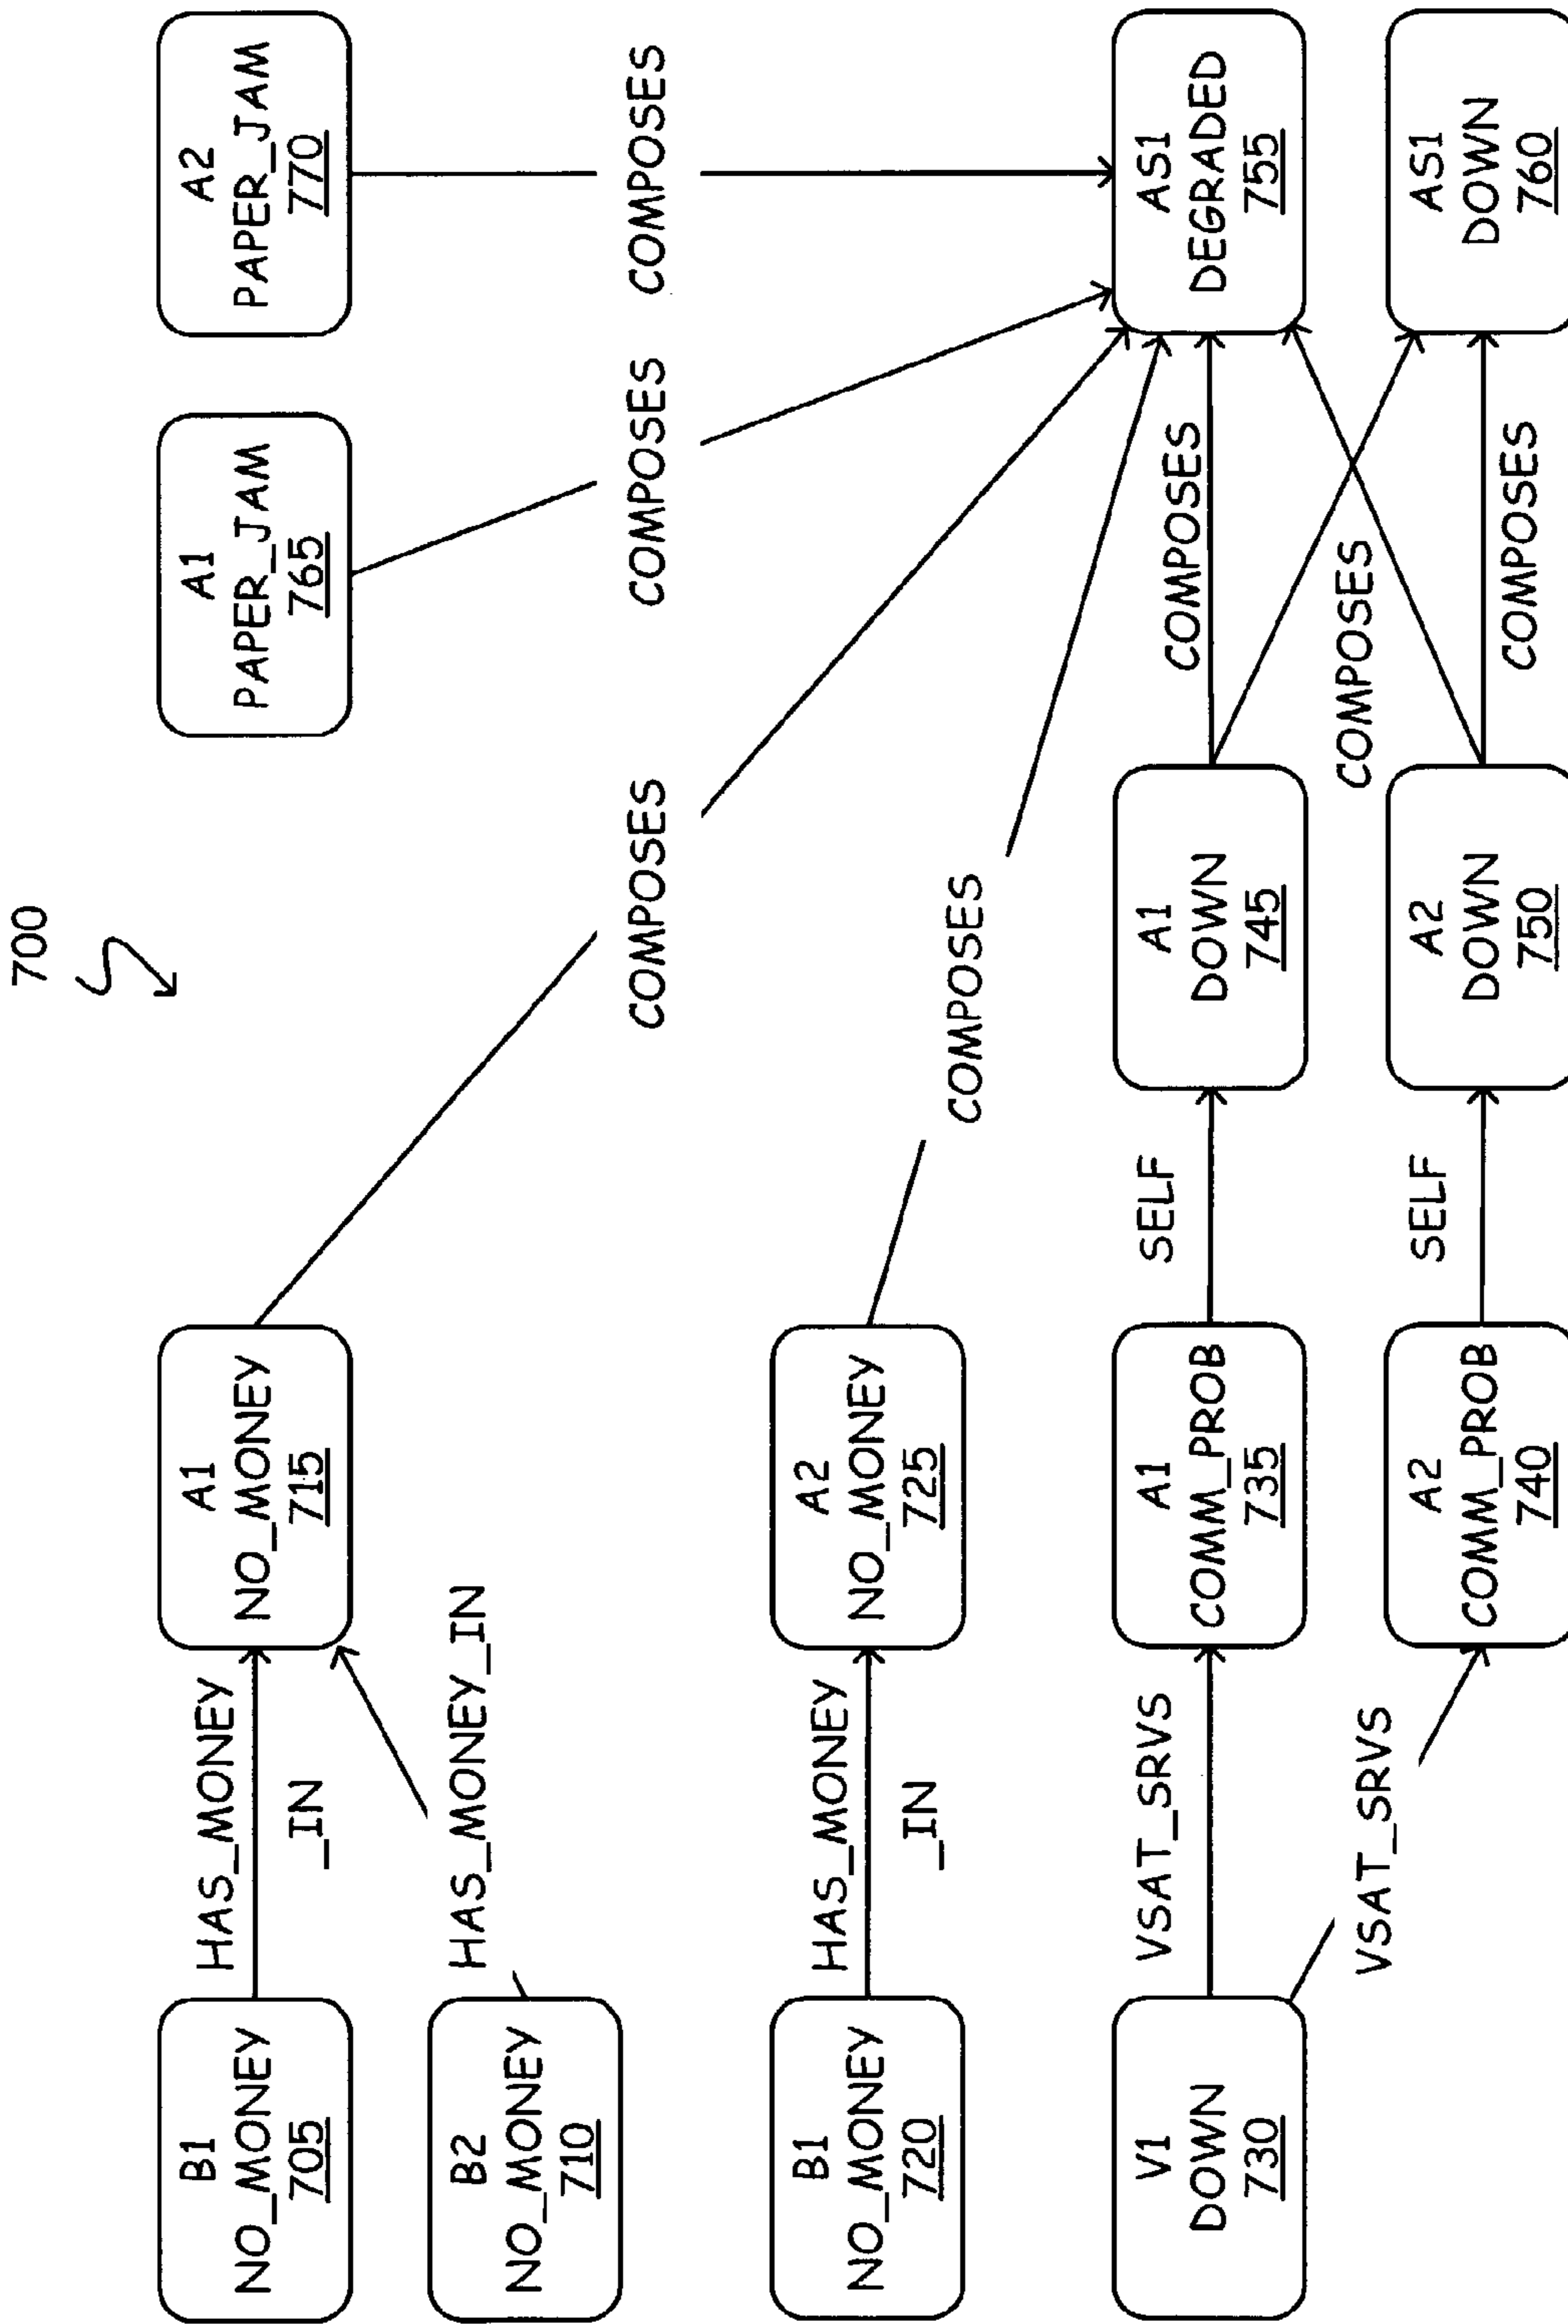 700
B1
NO_MONEY
705
HAS_MONEY
_IN
A1
NO_MONEY
715
COMPOSES
A1
PAPER_JAM
765
COMPOSES
A2
PAPER_JAM
770
COMPOSES
B2
NO_MONEY
710
HAS_MONEY_IN
B1
NO_MONEY
720
HAS_MONEY
_IN
A2
NO_MONEY
725
COMPOSES
V1
DOWN
730
VSAT_SRVS
A1
COMM_PROB
735
SELF
A1
DOWN
745
COMPOSES
AS1
DEGRADED
755
VSAT_SRVS
A2
COMM_PROB
740
SELF
A2
DOWN
750
COMPOSES
COMPOSES
AS1
DOWN
760